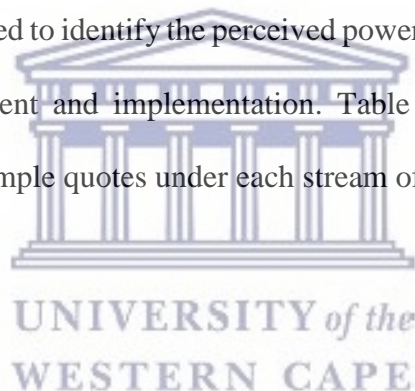 ed to identify the perceived power
ent and implementation. Table
mple quotes under each stream of
UNIVERSITY of the
WESTERN CAPE